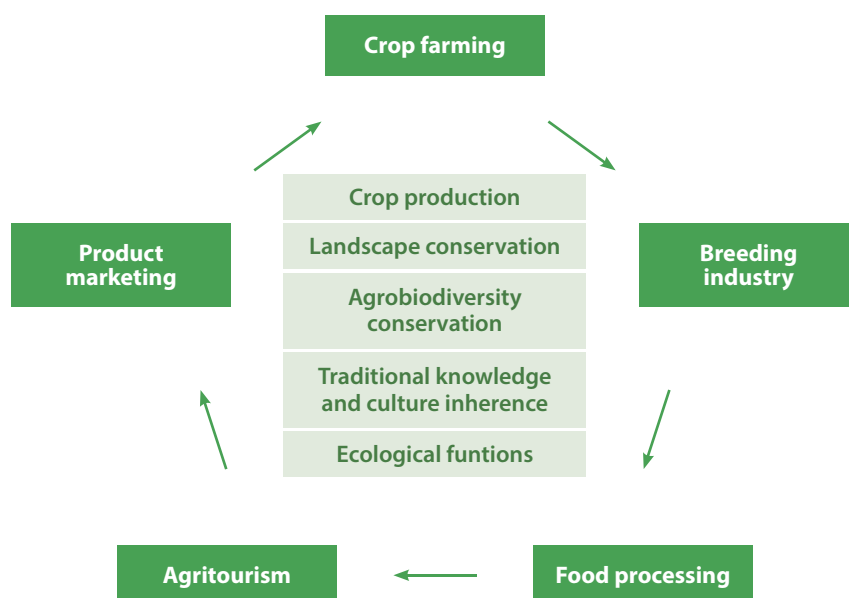 Crop farming
Crop production
Landscape conservation
Agrobiodiversity
conservation
Traditional knowledge
and culture inherence
Ecological funtions
Product
marketing
Breeding
industry
Agritourism
Food processing